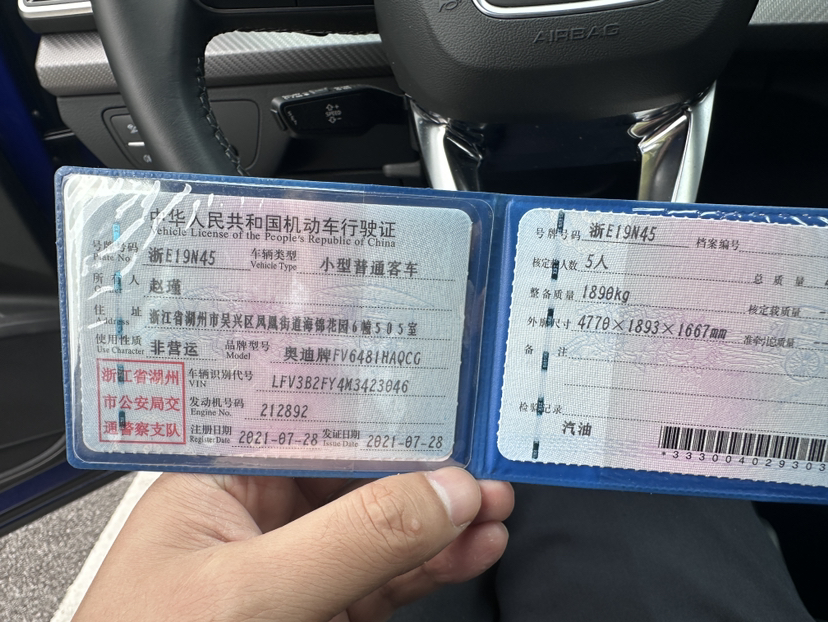 AIRBAG
中华人民共和国机动车行驶证
Vehicle License of the People's Republic of China
号牌号码 浙E19N45 车辆类型 小型普通客车
Plate No. Vehicle Type
所有人 赵瑾
住址 浙江省湖州市吴兴区凤凰街道海锦花园6幢505室
Address
使用性质 非营运 品牌型号 奥迪牌FV6481HAQCG
Use Character Model
浙江省湖州
市公安局交
通警察支队
车辆识别代号 LFV3B2FY4M3423046
VIN
发动机号码 212892
Engine No.
注册日期 2021-07-28 发证日期 2021-07-28
Register Date Issue Date
号牌号码 浙E19N45 档案编号
核定载人数 5人 总质量
整备质量 1890kg 核定载质量
外廓尺寸 4770×1893×1667mm 准牵引总质量
备注
检验记录
汽油
*333004029303